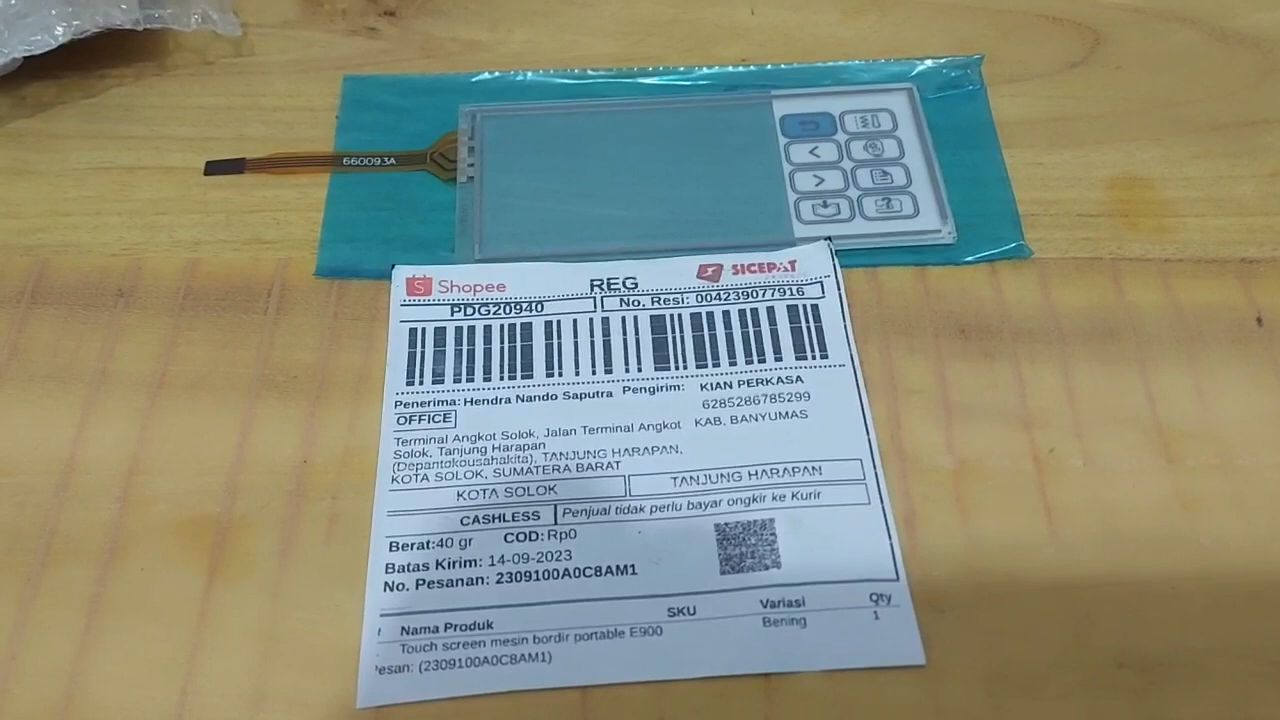 660093A
Shopee
REG
SICEPAT
PDG20940
No. Resi: 004239077916
Penerima: Hendra Nando Saputra
Pengirim: KIAN PERKASA
6285286785299
KAB. BANYUMAS
OFFICE
Terminal Angkot Solok, Jalan Terminal Angkot
Solok, Tanjung Harapan
(Depantokousahakita), TANJUNG HARAPAN,
KOTA SOLOK, SUMATERA BARAT
KOTA SOLOK
TANJUNG HARAPAN
CASHLESS
Penjual tidak perlu bayar ongkir ke Kurir
Berat:40 gr
COD:Rp0
Batas Kirim: 14-09-2023
No. Pesanan: 2309100A0C8AM1
Nama Produk SKU Variasi Qty
Touch screen mesin bordir portable E900 Bening 1
esan: (2309100A0C8AM1)